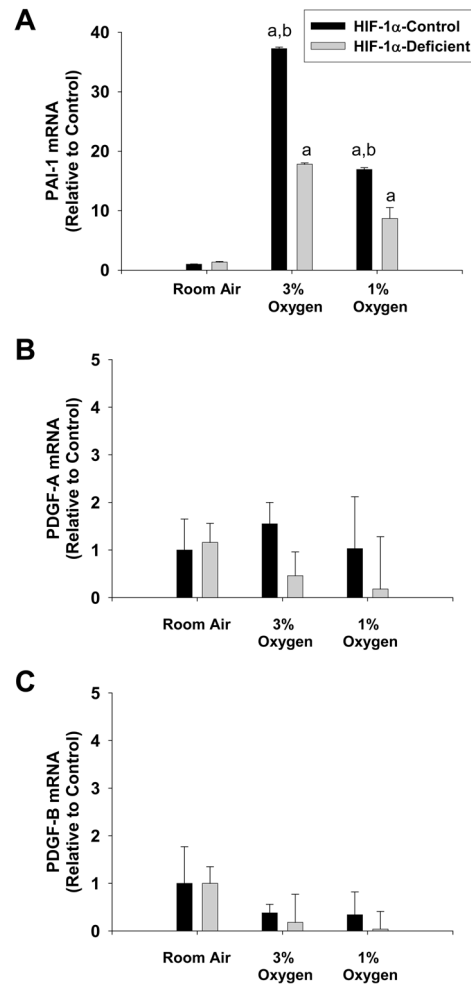 A
HIF-1α-Control
HIF-1α-Deficient
PAI-1 mRNA
(Relative to Control)
40
30
20
10
0
a,b
a
a,b
a
Room Air
3%
Oxygen
1%
Oxygen
B
PDGF-A mRNA
(Relative to Control)
5
4
3
2
1
0
Room Air
3%
Oxygen
1%
Oxygen
C
PDGF-B mRNA
(Relative to Control)
5
4
3
2
1
0
Room Air
3%
Oxygen
1%
Oxygen